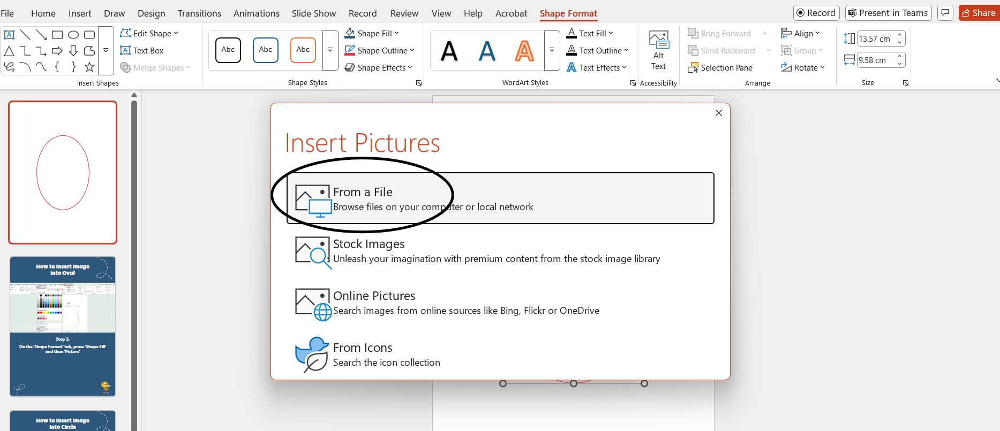 File Home Insert Draw Design Transitions Animations Slide Show Record Review View Help Acrobat Shape Format Record Present in Teams Share
A Edit Shape
A Text Box
Merge Shapes
Insert Shapes
Abc Abc Abc
Shape Fill
Shape Outline
Shape Effects
Shape Styles
A A A
A Text Fill
A Text Outline
A Text Effects
WordArt Styles
Alt
Text
Accessibility
Bring Forward
Send Backward
Selection Pane
Align
Group
Rotate
Arrange
13.57 cm
9.58 cm
Size
How to Insert Image
Into Oval
Step 2:
On the 'Shape Format' tab, press 'Shape Fill'
and then 'Picture'
How to Insert Image
Into Circle
Insert Pictures
From a File
Browse files on your computer or local network
Stock Images
Unleash your imagination with premium content from the stock image library
Online Pictures
Search images from online sources like Bing, Flickr or OneDrive
From Icons
Search the icon collection